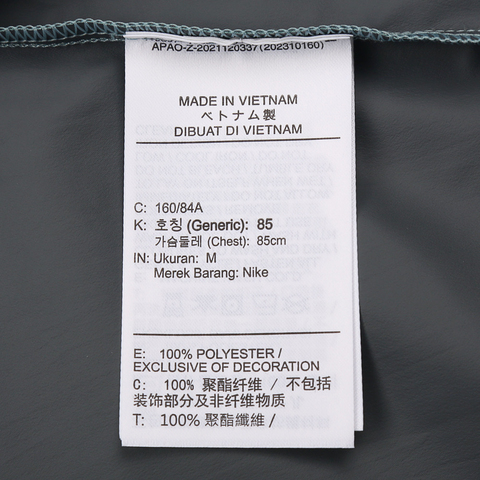 APAO-Z-2021120337(202310160)
MADE IN VIETNAM
ベトナム製
DIBUAT DI VIETNAM
C: 160/84A
K: 호칭 (Generic): 85
가슴둘레 (Chest): 85cm
IN: Ukuran: M
Merek Barang: Nike
E: 100% POLYESTER /
EXCLUSIVE OF DECORATION
C: 100% 聚酯纤维 / 不包括
装饰部分及非纤维物质
T: 100% 聚酯纖維 /